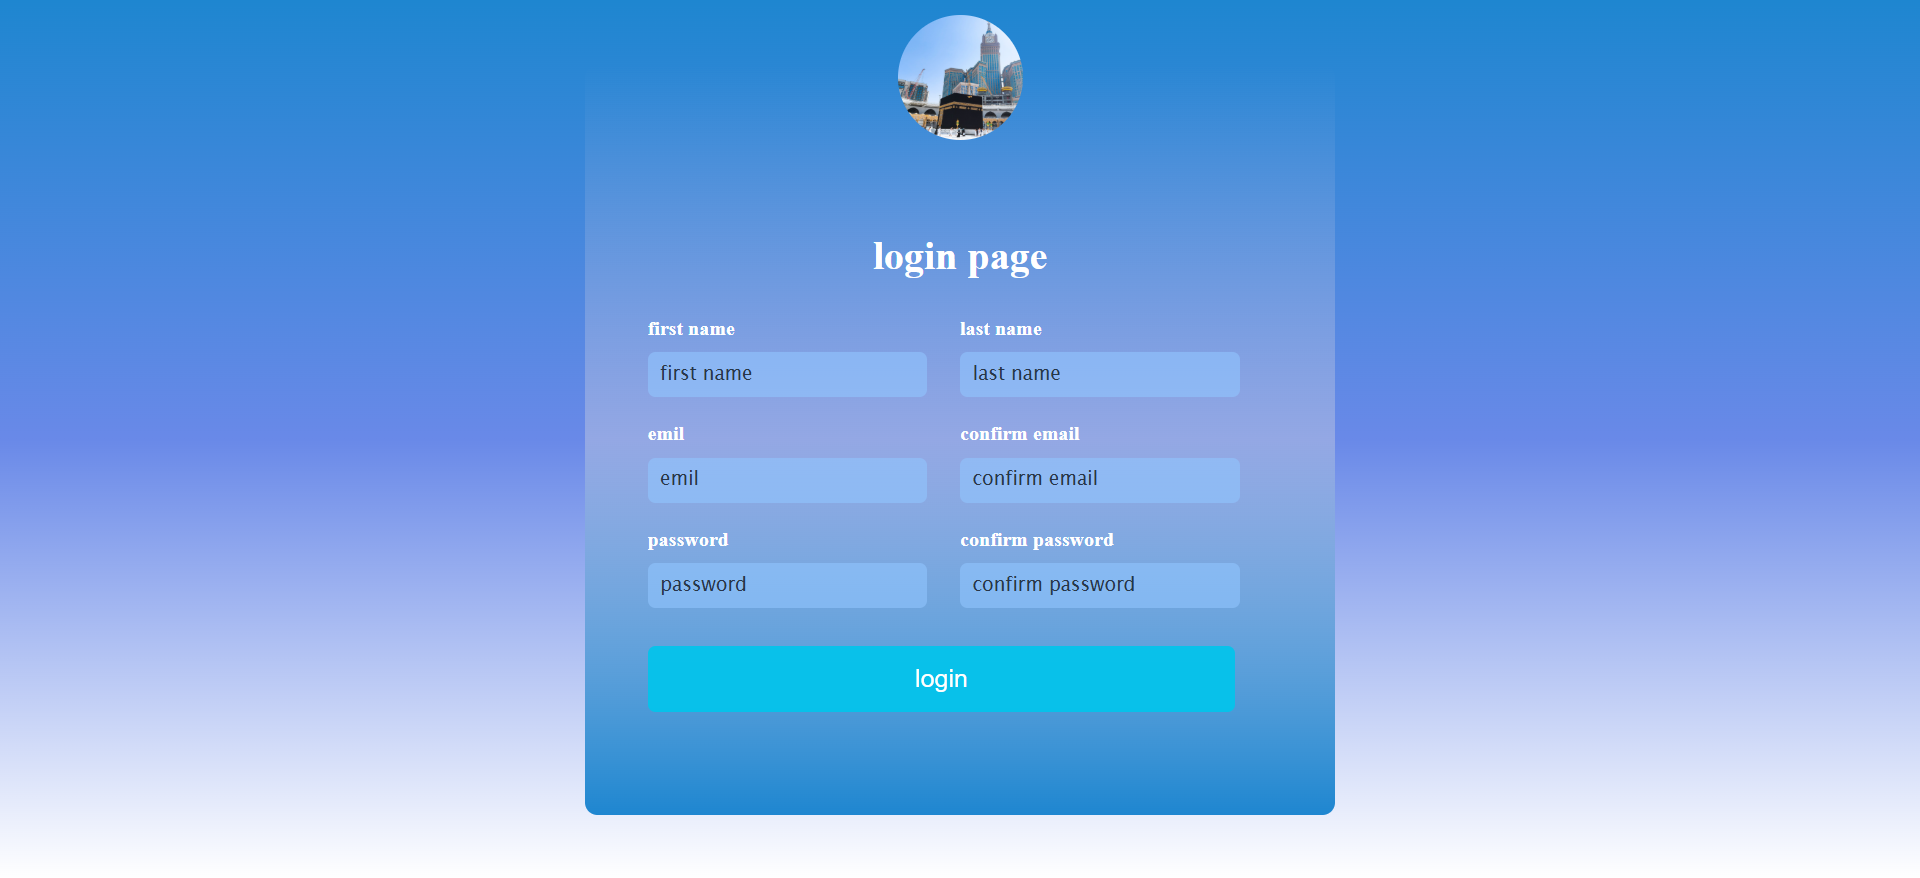 login page
first name last name
first name last name
emil confirm email
emil confirm email
password confirm password
password confirm password
login